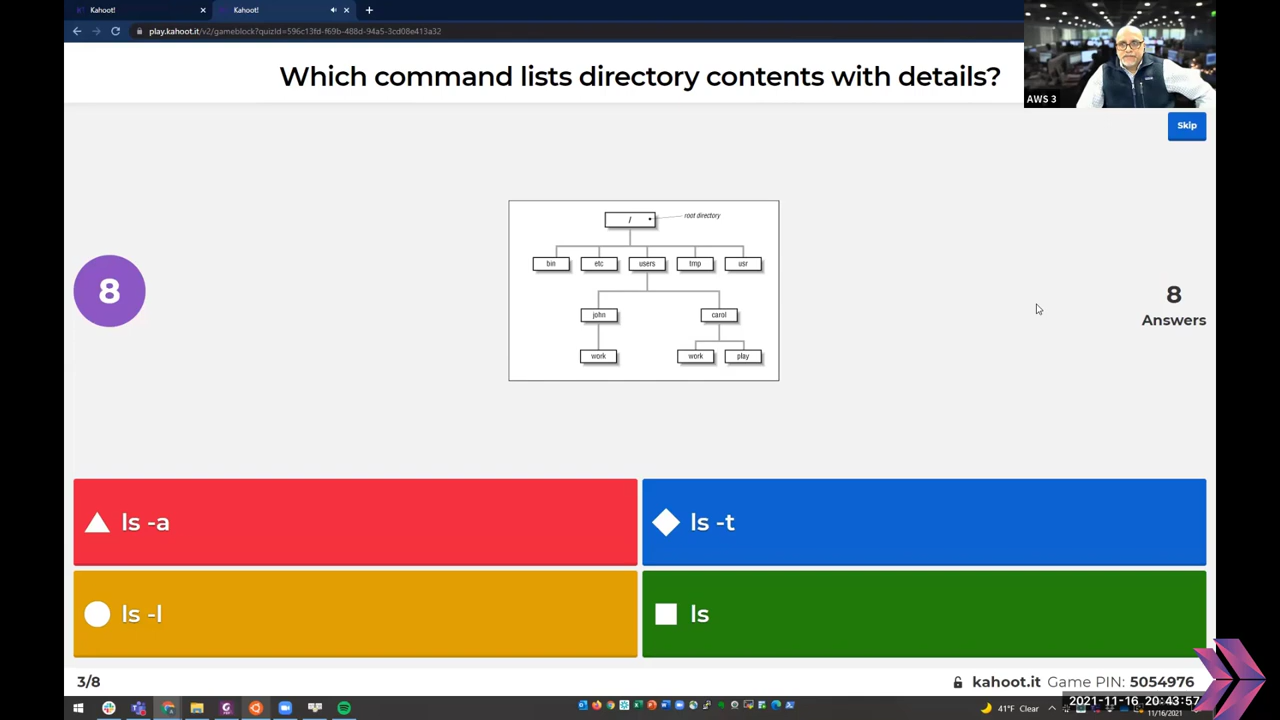 Kahoot!
Kahoot!
play.kahoot.it/v2/gameblock?quizId=596c13fd-f69b-488d-94a5-3cd08e413a32
Which command lists directory contents with details?
AWS 3
Skip
/
root directory
bin
etc
users
tmp
usr
8
8
Answers
john
carol
work
work
play
ls -a
ls -t
ls -l
ls
3/8
kahoot.it Game PIN: 5054976
2021-11-16 20:43:57
41°F Clear
11/16/2021